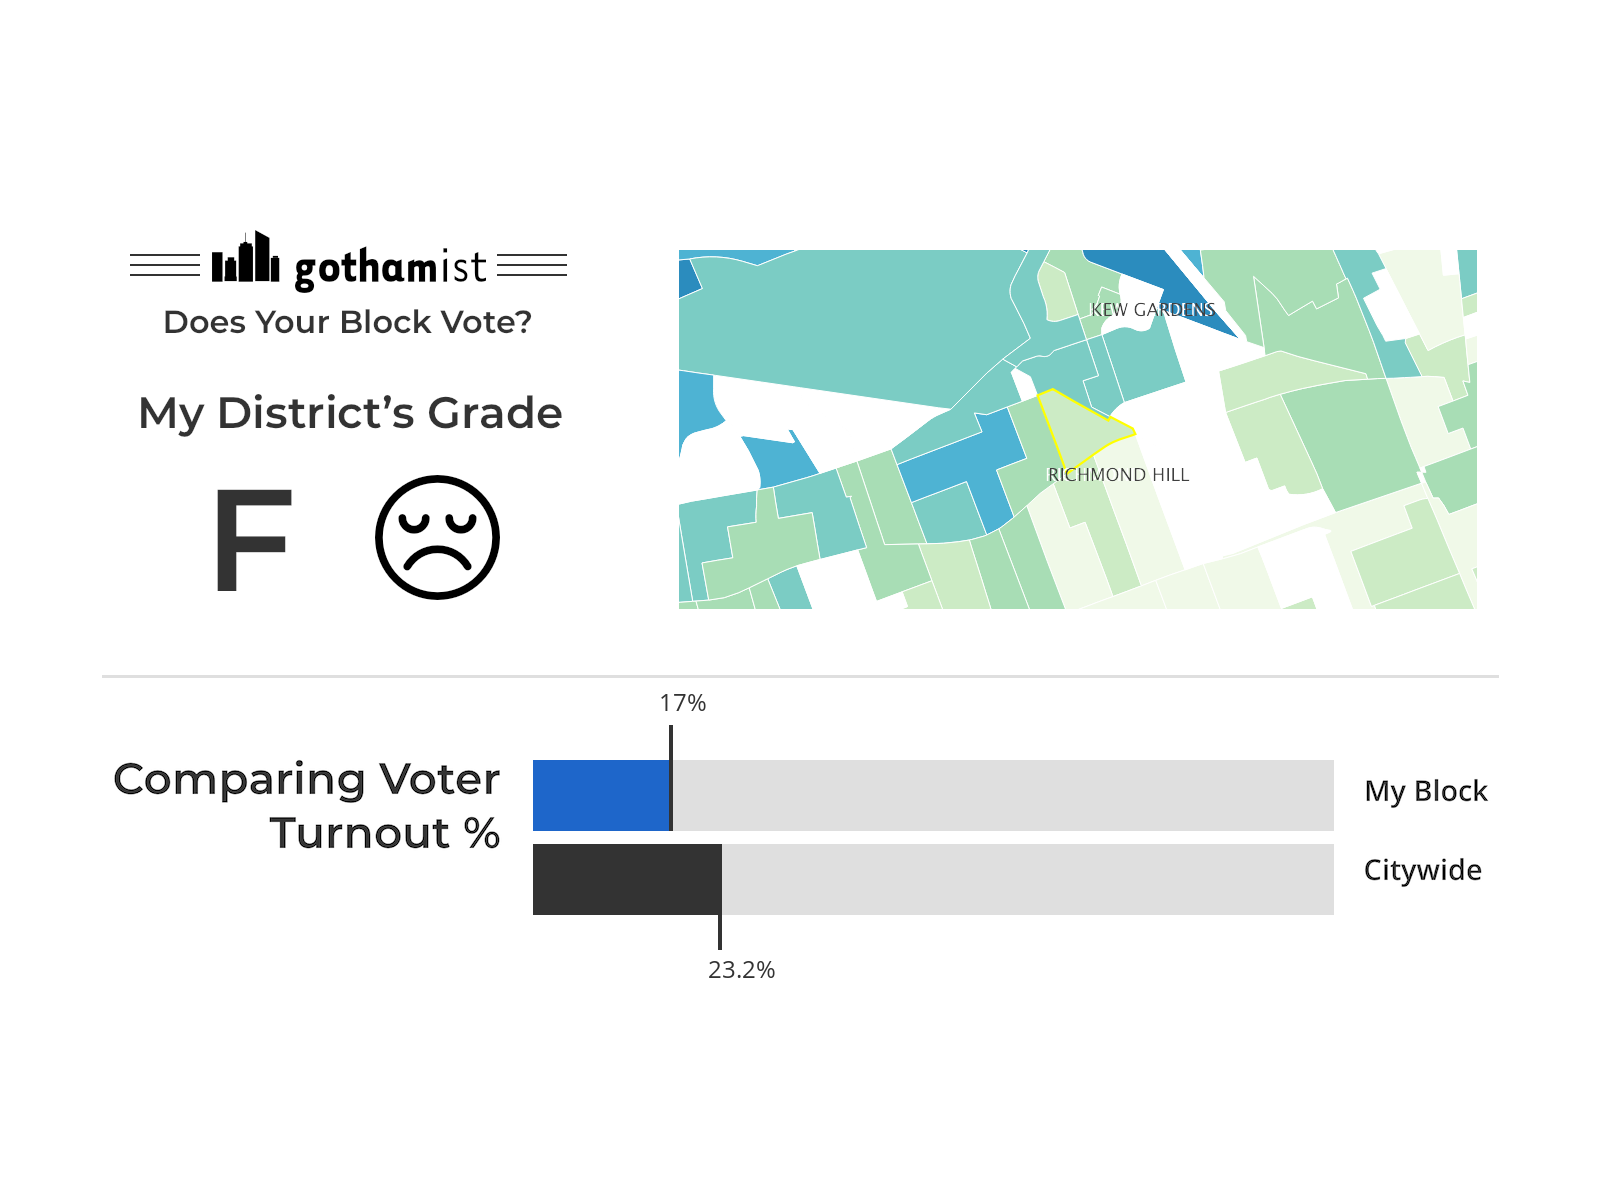 gothamist
Does Your Block Vote?
My District’s Grade
F
KEW GARDENS
RICHMOND HILL
17%
Comparing Voter
Turnout %
My Block
Citywide
23.2%